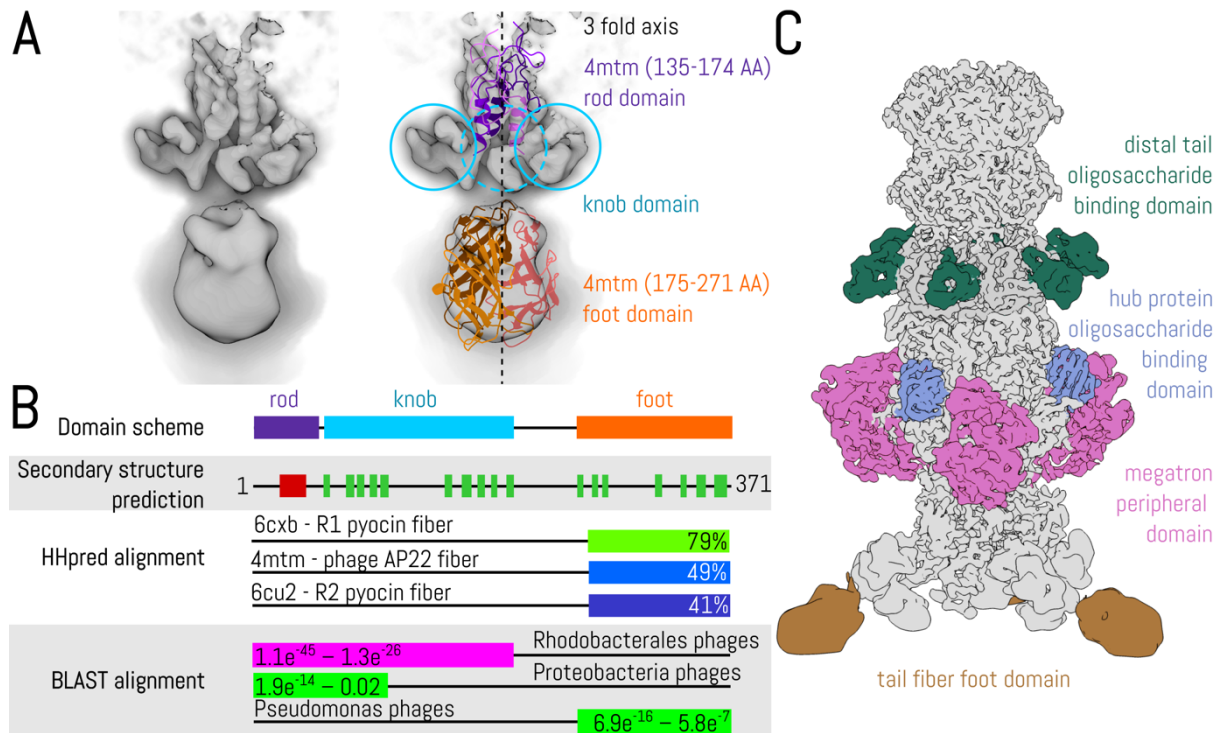 A
3 fold axis
4mtm (135-174 AA)
rod domain
knob domain
4mtm (175-271 AA)
foot domain
B
rod
knob
foot
Domain scheme
Secondary structure
prediction
1
371
HHpred alignment
6cxb - R1 pyocin fiber
79%
4mtm - phage AP22 fiber
49%
6cu2 - R2 pyocin fiber
41%
BLAST alignment
Rhodobacterales phages
1.1e-45 – 1.3e-26
Proteobacteria phages
1.9e-14 – 0.02
Pseudomonas phages
6.9e-16 – 5.8e-7
C
distal tail
oligosaccharide
binding domain
hub protein
oligosaccharide
binding
domain
megatron
peripheral
domain
tail fiber foot domain